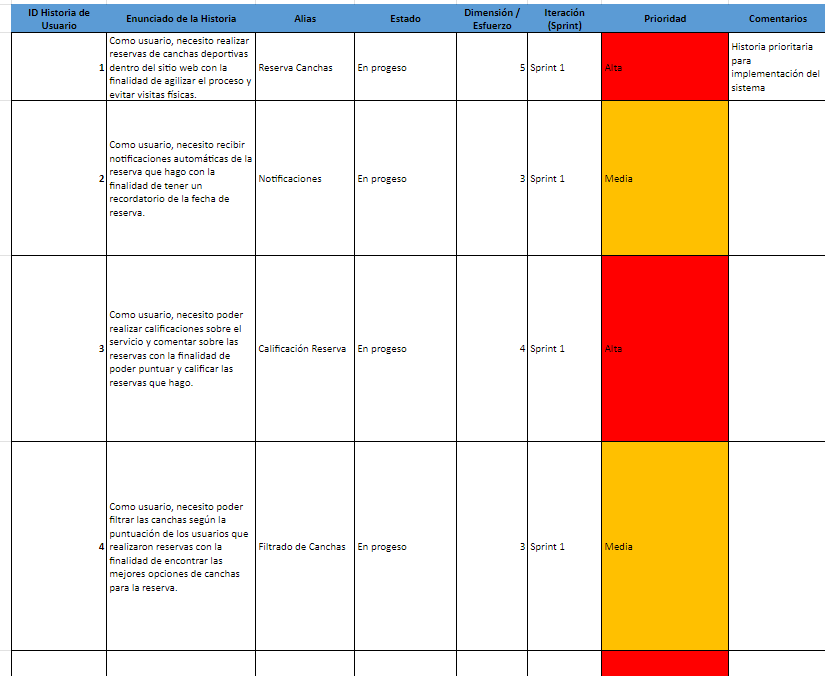 ID Historia de
Usuario
Enunciado de la Historia
Alias
Estado
Dimensión /
Esfuerzo
Iteración
(Sprint)
Prioridad
Comentarios
1
Como usuario, necesito realizar
reservas de canchas deportivas
dentro del sitio web con la
finalidad de agilizar el proceso y
evitar visitas físicas.
Reserva Canchas
En progeso
5
Sprint 1
Alta
Historia prioritaria
para
implementación del
sistema
2
Como usuario, necesito recibir
notificaciones automáticas de la
reserva que hago con la
finalidad de tener un
recordatorio de la fecha de
reserva.
Notificaciones
En progeso
3
Sprint 1
Media
3
Como usuario, necesito poder
realizar calificaciones sobre el
servicio y comentar sobre las
reservas con la finalidad de
poder puntuar y calificar las
reservas que hago.
Calificación Reserva
En progeso
4
Sprint 1
Alta
4
Como usuario, necesito poder
filtrar las canchas según la
puntuación de los usuarios que
realizaron reservas con la
finalidad de encontrar las
mejores opciones de canchas
para la reserva.
Filtrado de Canchas
En progeso
3
Sprint 1
Media